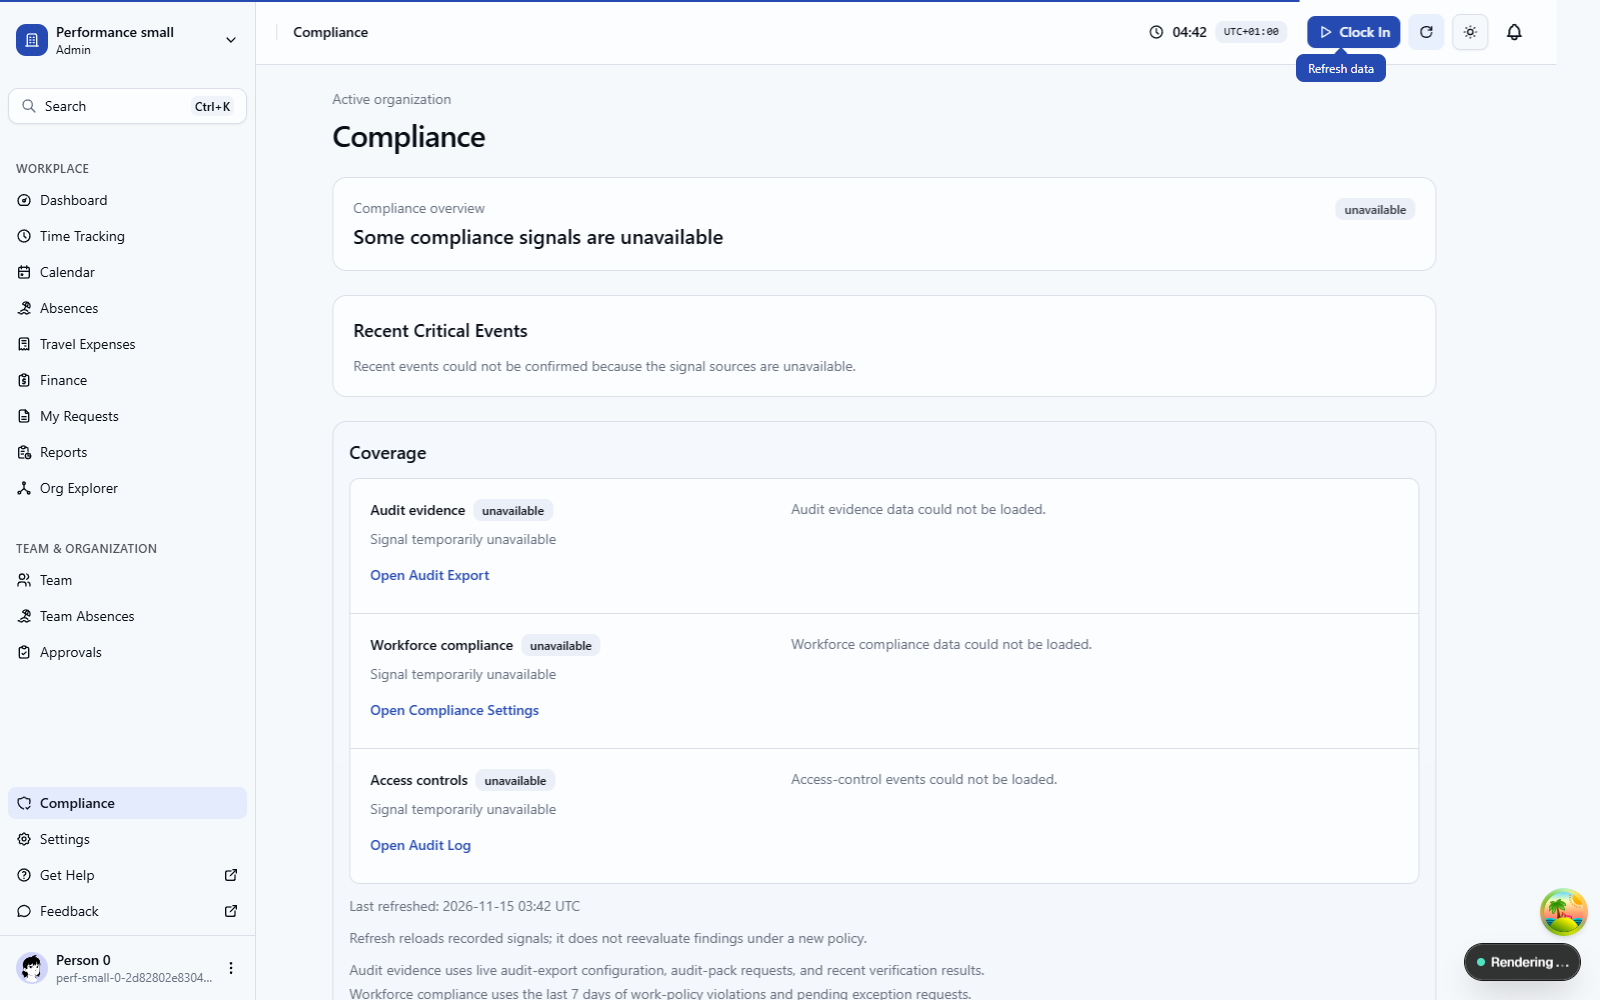 Performance small
Admin
Search
Ctrl+K
WORKPLACE
Dashboard
Time Tracking
Calendar
Absences
Travel Expenses
Finance
My Requests
Reports
Org Explorer
TEAM & ORGANIZATION
Team
Team Absences
Approvals
Compliance
Settings
Get Help
Feedback
Person 0
perf-small-0-2d82802e8304...
Compliance
04:42 UTC+01:00
Clock In
Refresh data
Active organization
Compliance
Compliance overview
unavailable
Some compliance signals are unavailable
Recent Critical Events
Recent events could not be confirmed because the signal sources are unavailable.
Coverage
Audit evidence unavailable
Audit evidence data could not be loaded.
Signal temporarily unavailable
Open Audit Export
Workforce compliance unavailable
Workforce compliance data could not be loaded.
Signal temporarily unavailable
Open Compliance Settings
Access controls unavailable
Access-control events could not be loaded.
Signal temporarily unavailable
Open Audit Log
Last refreshed: 2026-11-15 03:42 UTC
Refresh reloads recorded signals; it does not reevaluate findings under a new policy.
Audit evidence uses live audit-export configuration, audit-pack requests, and recent verification results.
Workforce compliance uses the last 7 days of work-policy violations and pending exception requests.
Rendering...